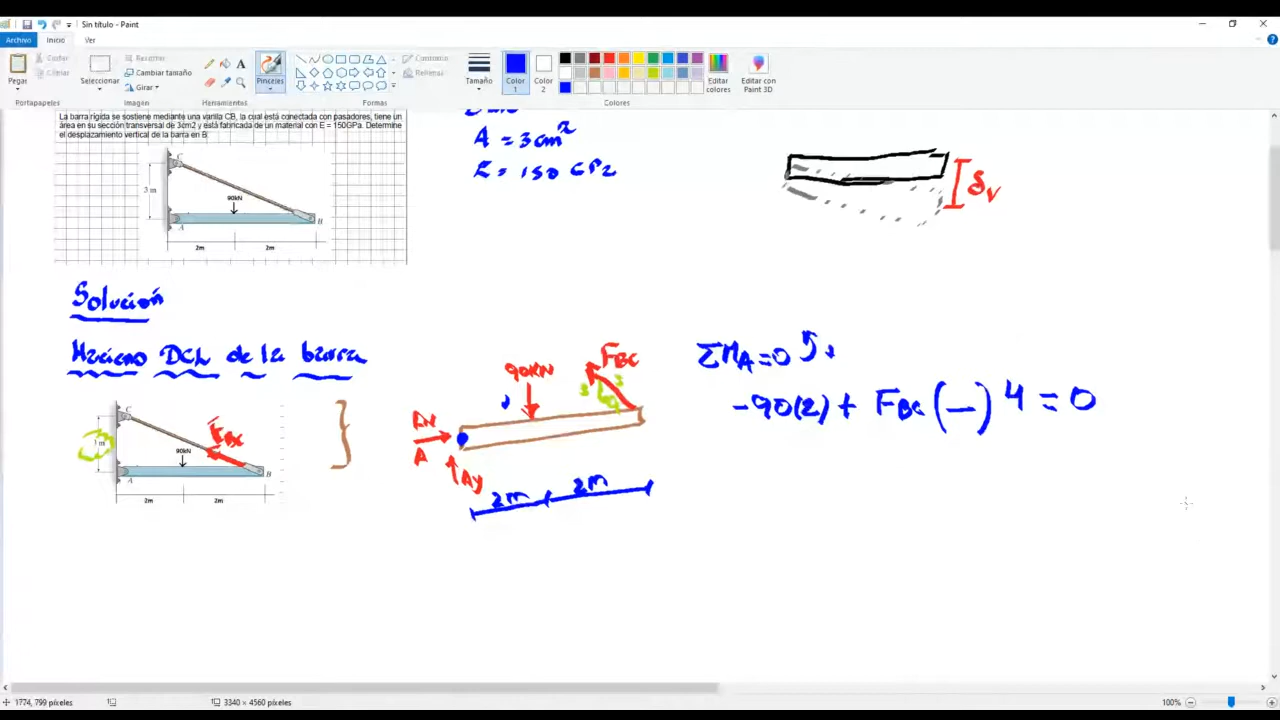 Sin título - Paint
Archivo Inicio Ver
Pegar
Cortar
Copiar
Portapapeles
Seleccionar
Recortar
Cambiar tamaño
Girar
Imagen
A
Herramientas
Pinceles
Contorno
Relleno
Formas
Tamaño
Color 1
Color 2
Editar colores
Colores
Editar con Paint 3D
La barra rígida se sostiene mediante una varilla CB, la cual está conectada con pasadores, tiene un
área en su sección transversal de 3cm2 y está fabricada de un material con E = 150GPa. Determine
el desplazamiento vertical de la barra en B
C
3 m
90kN
A
B
2m 2m
A = 3cm²
E = 150 GPa
δv
Solución
Hacemo DCL de la barra
C
m
FBC
90kN
A
B
2m 2m
90KN
FBC
3
5
A
Ay
2m 2m
ΣMA=0 +
-90(2) + FBC(—)4 = 0
1774, 799 píxeles
3340 × 4560 píxeles
100%